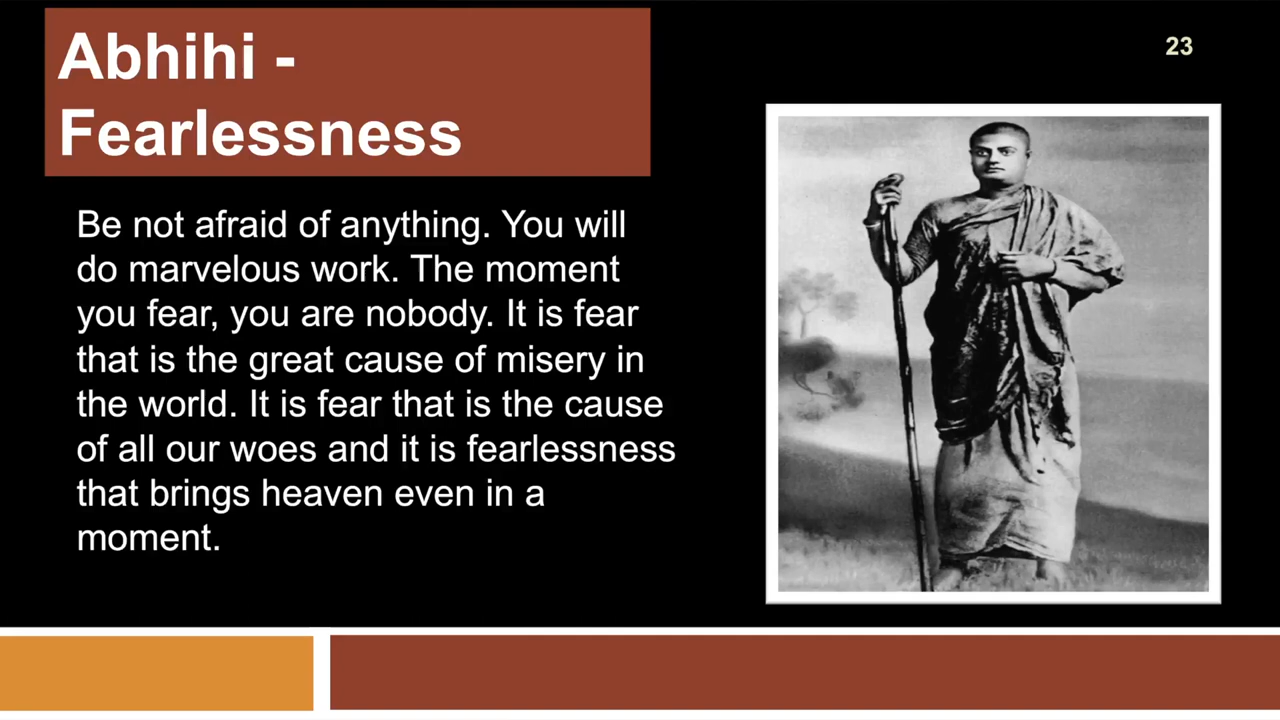 Abhihi -
Fearlessness
23
Be not afraid of anything. You will
do marvelous work. The moment
you fear, you are nobody. It is fear
that is the great cause of misery in
the world. It is fear that is the cause
of all our woes and it is fearlessness
that brings heaven even in a
moment.